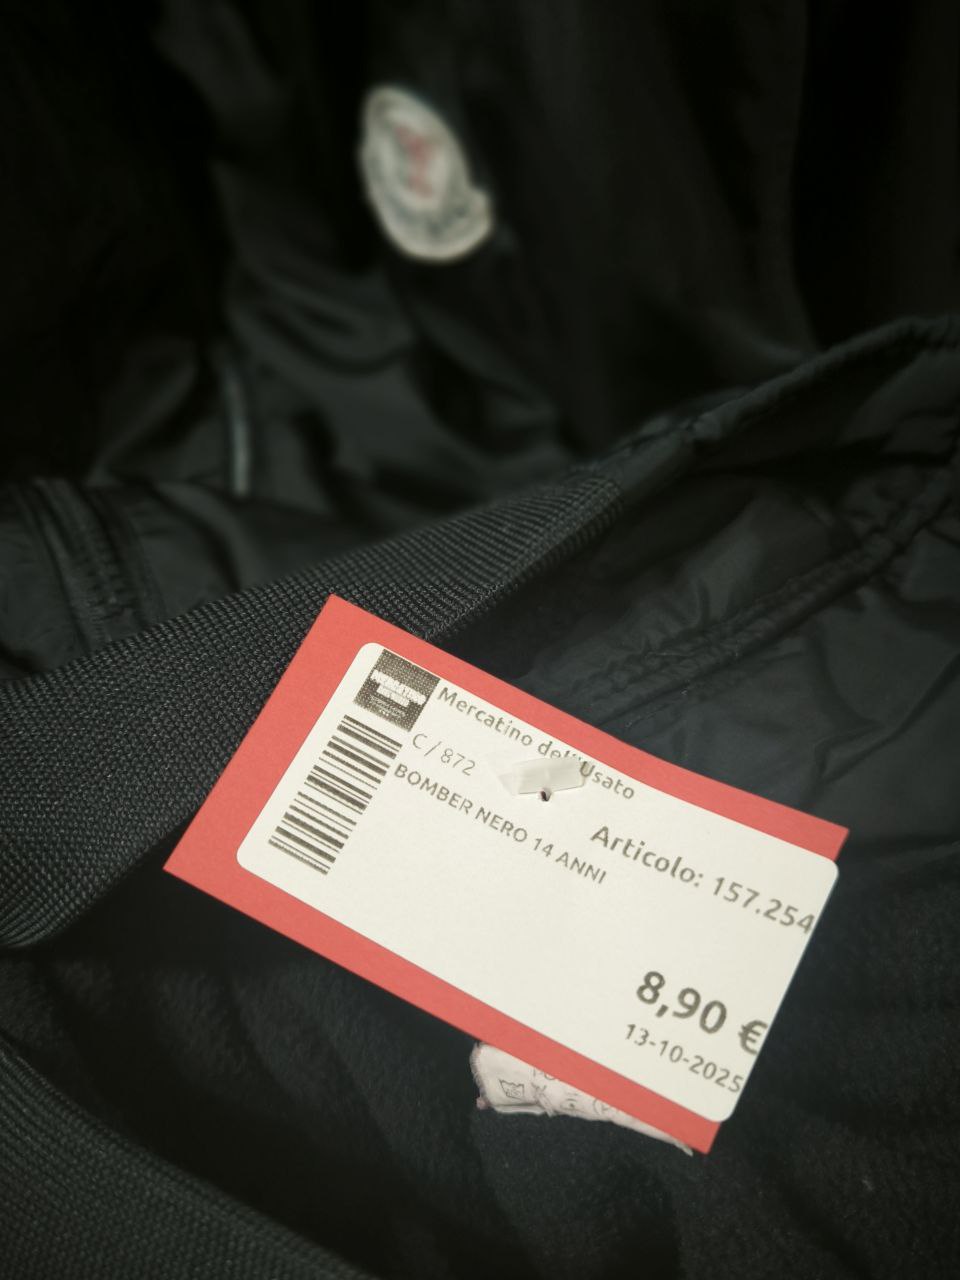 Mercatino dell'Usato
C/872
BOMBER NERO 14 ANNI
Articolo: 157.254
8,90 €
13-10-2025